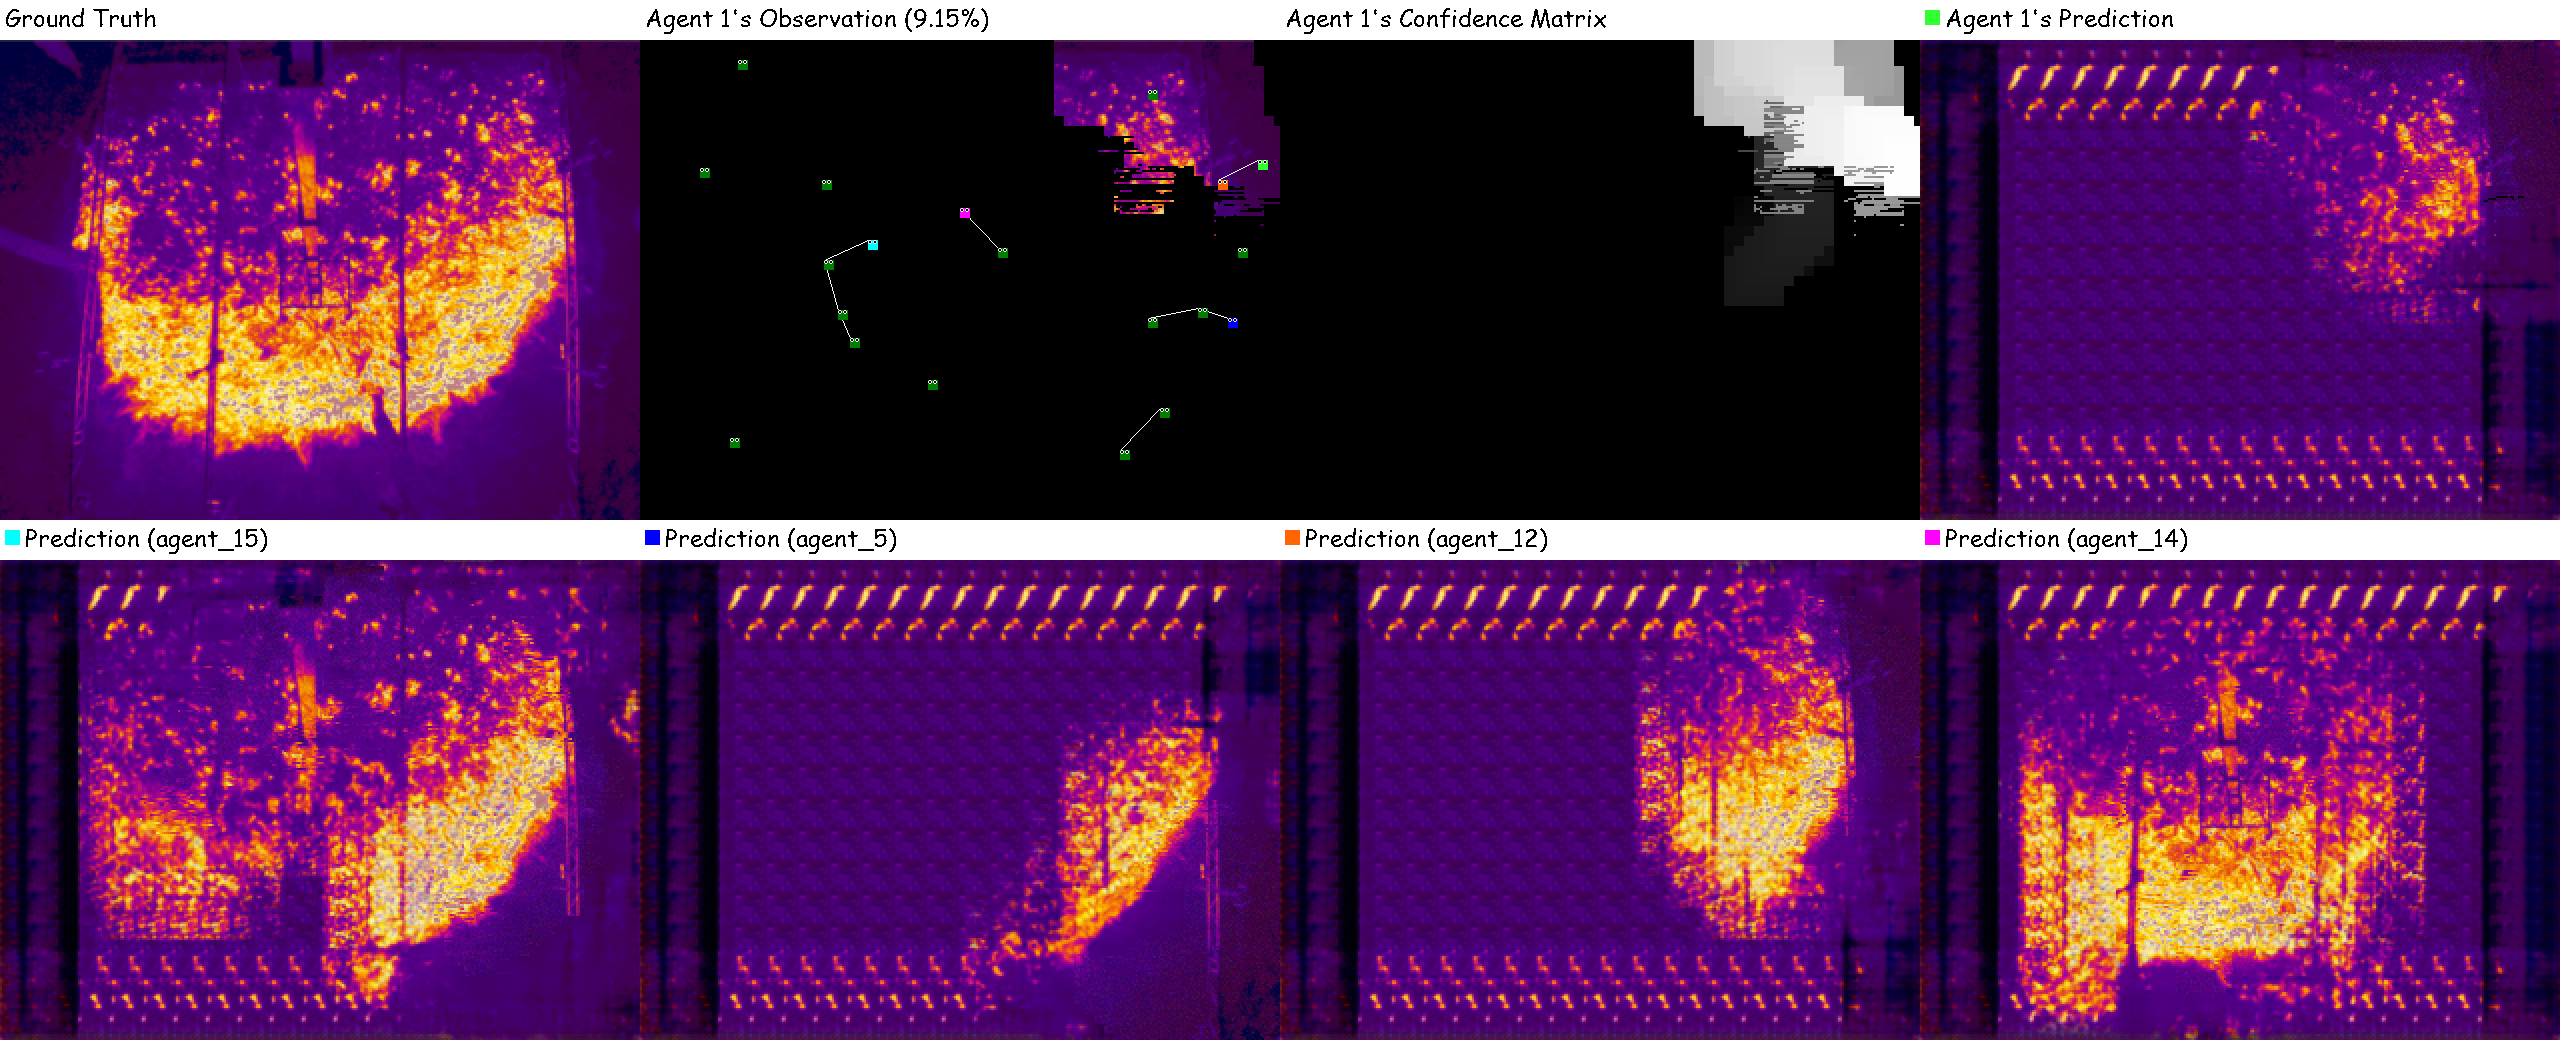 Ground Truth
Agent 1's Observation (9.15%)
Agent 1's Confidence Matrix
Agent 1's Prediction
Prediction (agent_15)
Prediction (agent_5)
Prediction (agent_12)
Prediction (agent_14)